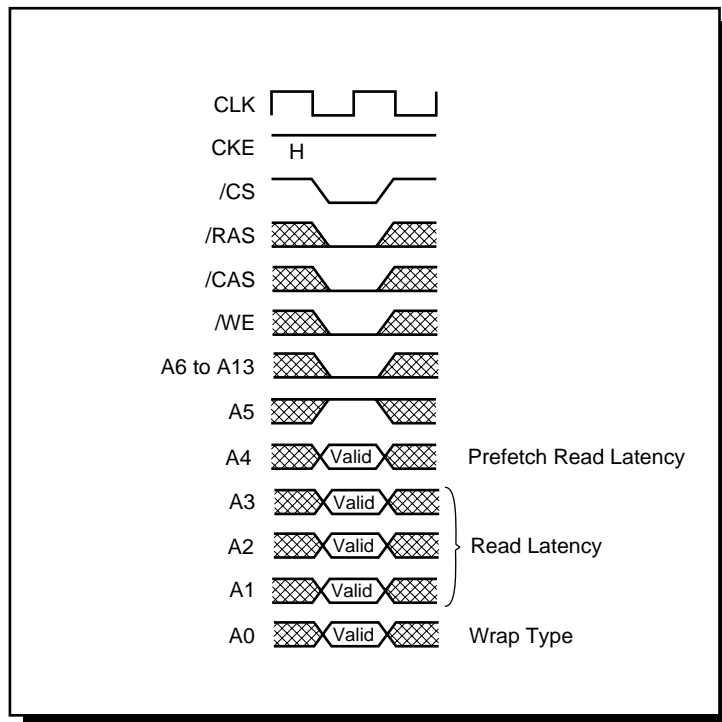 CLK
CKE H
/CS
/RAS
/CAS
/WE
A6 to A13
A5
A4 Valid Prefetch Read Latency
A3 Valid
A2 Valid Read Latency
A1 Valid
A0 Valid Wrap Type